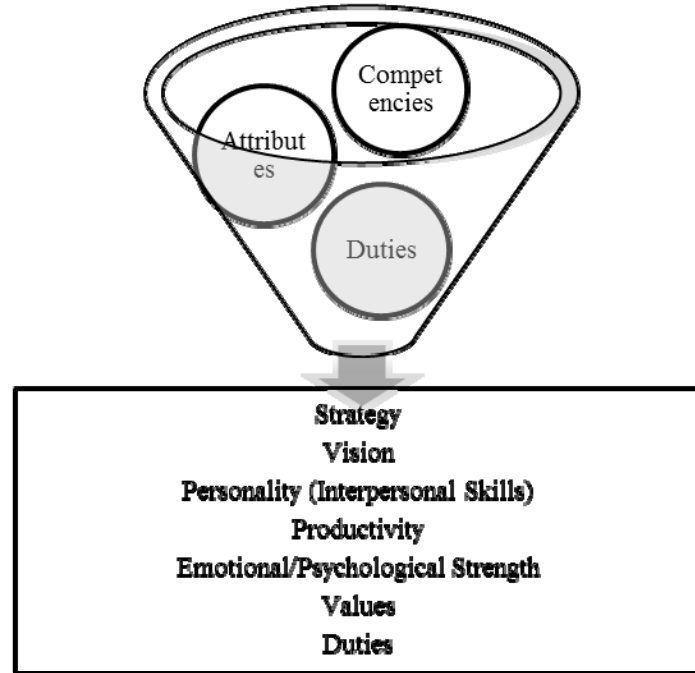 Compet
encies
Attribut
es
Duties
Strategy
Vision
Personality (Interpersonal Skills)
Productivity
Emotional/Psychological Strength
Values
Duties